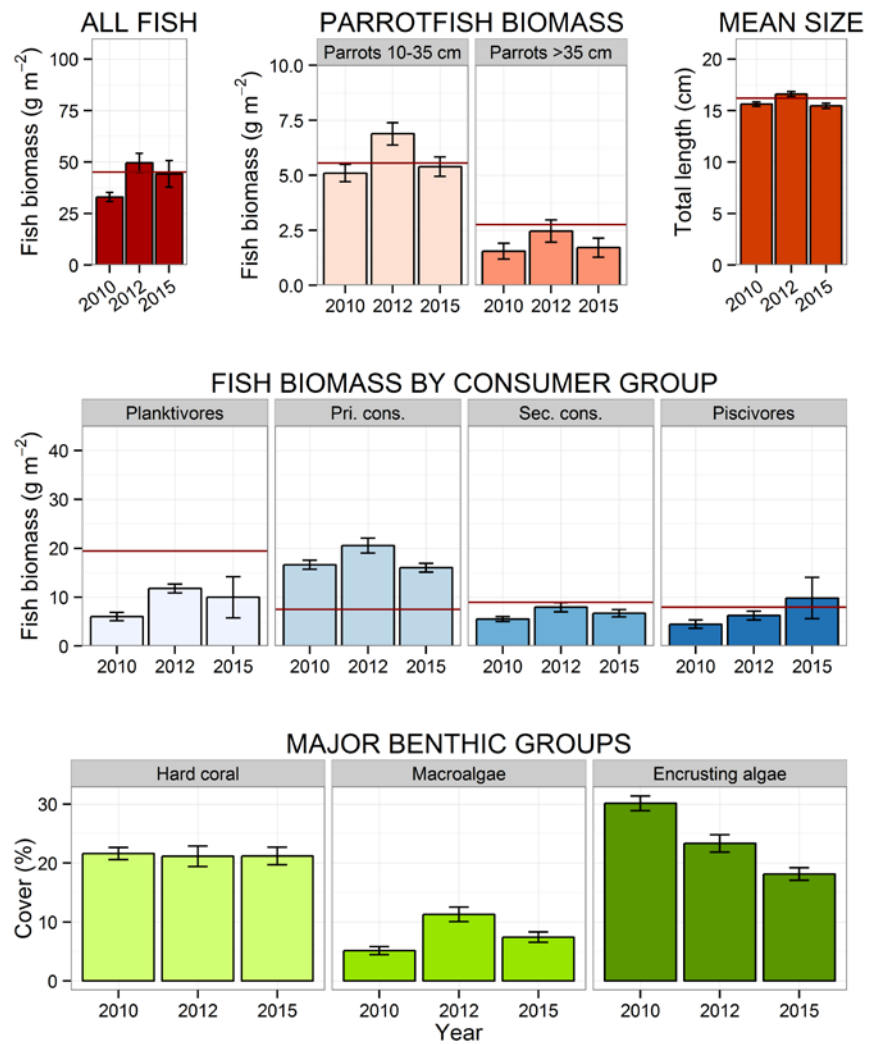 ALL FISH
PARROTFISH BIOMASS
MEAN SIZE
Parrots 10-35 cm
Parrots >35 cm
Fish biomass (g m−2)
100
75
50
25
0
2010
2012
2015
Fish biomass (g m−2)
10.0
7.5
5.0
2.5
0.0
2010 2012 2015
2010 2012 2015
Total length (cm)
20
15
10
5
0
2010
2012
2015
FISH BIOMASS BY CONSUMER GROUP
Planktivores
Pri. cons.
Sec. cons.
Piscivores
Fish biomass (g m−2)
40
30
20
10
0
2010 2012 2015
2010 2012 2015
2010 2012 2015
2010 2012 2015
MAJOR BENTHIC GROUPS
Hard coral
Macroalgae
Encrusting algae
Cover (%)
30
20
10
0
2010 2012 2015
2010 2012 2015
2010 2012 2015
Year